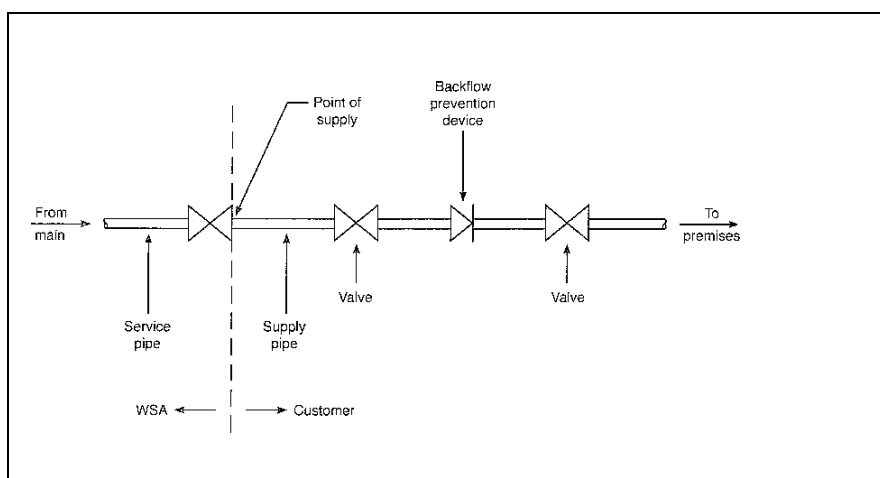 Backflow
prevention
device
Point of
supply
From
main
To
premises
Valve
Valve
Service
pipe
Supply
pipe
WSA
Customer